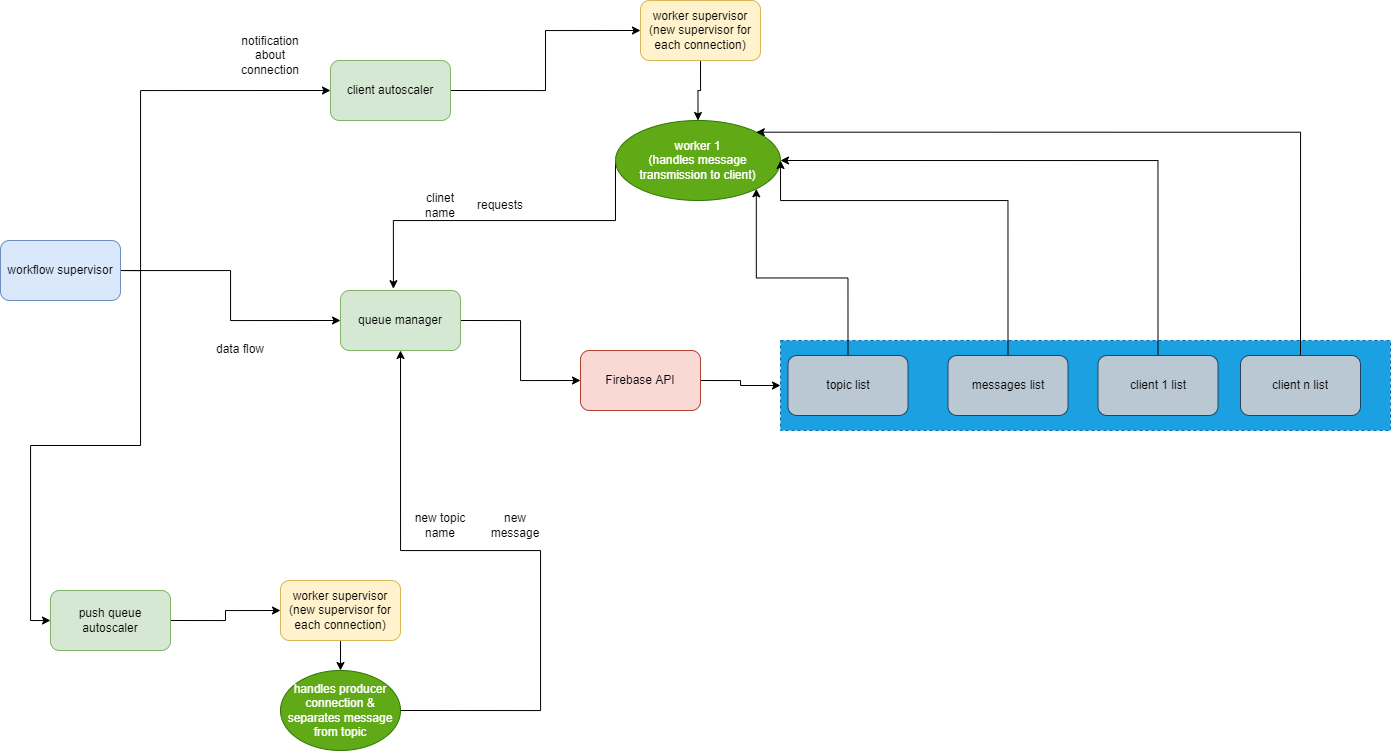 worker supervisor
(new supervisor for
each connection)
notification
about
connection
client autoscaler
worker 1
(handles message
transmission to client)
clinet
name
requests
workflow supervisor
queue manager
data flow
Firebase API
topic list
messages list
client 1 list
client n list
new topic
name
new
message
push queue
autoscaler
worker supervisor
(new supervisor for
each connection)
handles producer
connection &
separates message
from topic